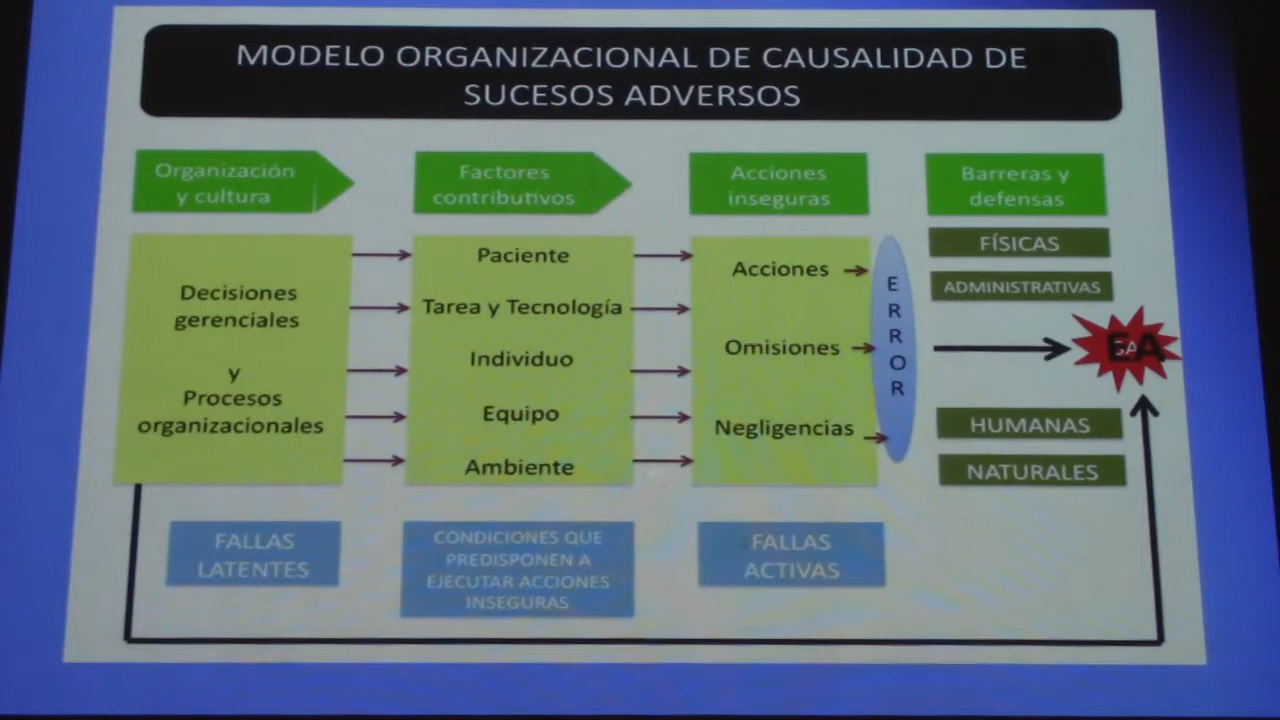 MODELO ORGANIZACIONAL DE CAUSALIDAD DE
SUCESOS ADVERSOS
Organización
y cultura
Factores
contributivos
Acciones
inseguras
Barreras y
defensas
Decisiones
gerenciales
y
Procesos
organizacionales
Paciente
Tarea y Tecnología
Individuo
Equipo
Ambiente
Acciones
Omisiones
Negligencias
ERROR
FÍSICAS
ADMINISTRATIVAS
EA
HUMANAS
NATURALES
FALLAS
LATENTES
CONDICIONES QUE
PREDISPONEN A
EJECUTAR ACCIONES
INSEGURAS
FALLAS
ACTIVAS